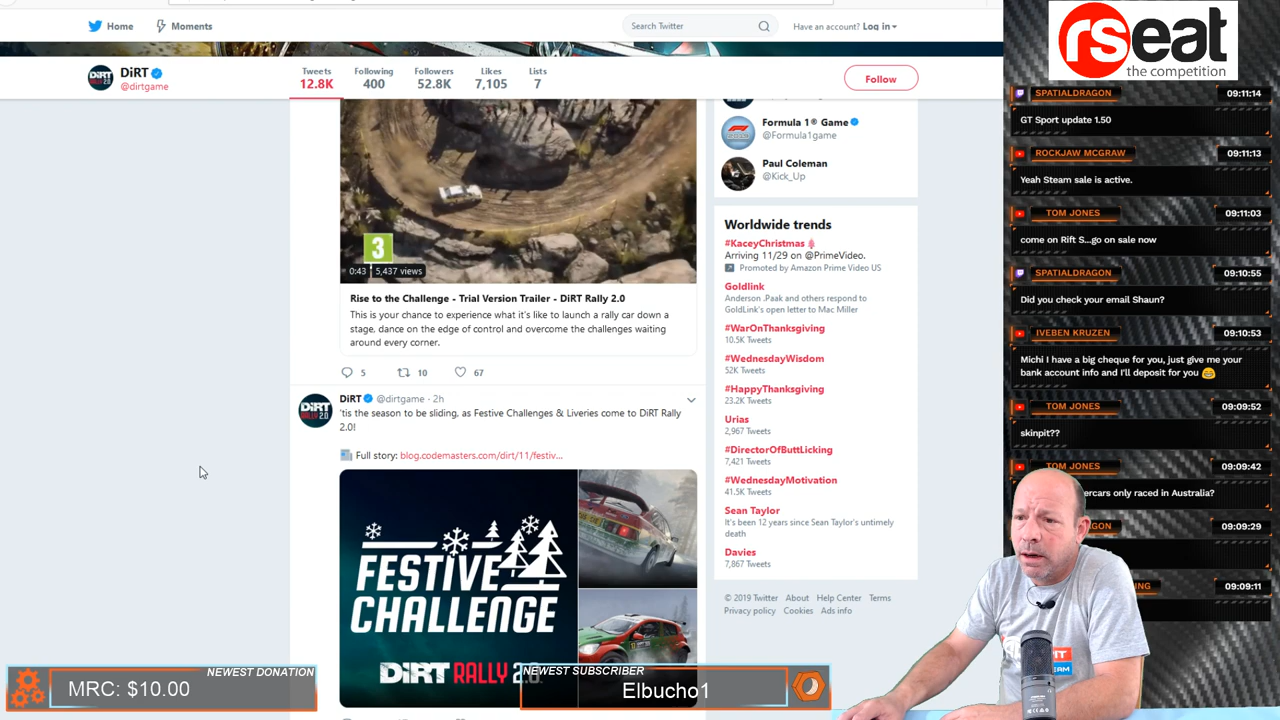 Home
Moments
Search Twitter
Have an account? Log in
DiRT
@dirtgame
Tweets
12.8K
Following
400
Followers
52.8K
Likes
7,105
Lists
7
Follow
3
0:43
5,437 views
Rise to the Challenge - Trial Version Trailer - DiRT Rally 2.0
This is your chance to experience what it's like to launch a rally car down a
stage, dance on the edge of control and overcome the challenges waiting
around every corner.
5
10
67
DiRT
@dirtgame · 2h
'tis the season to be sliding, as Festive Challenges & Liveries come to DiRT Rally
2.0!
Full story: blog.codemasters.com/dirt/11/festiv...
FESTIVE
CHALLENGE
DiRT RALLY 2.0
Formula 1® Game
@Formula1game
Paul Coleman
@Kick_Up
Worldwide trends
#KaceyChristmas
Arriving 11/29 on @PrimeVideo.
Promoted by Amazon Prime Video US
Goldlink
Anderson .Paak and others respond to
GoldLink's open letter to Mac Miller
#WarOnThanksgiving
10.5K Tweets
#WednesdayWisdom
52K Tweets
#HappyThanksgiving
23.2K Tweets
Urias
2,967 Tweets
#DirectorOfButtLicking
7,421 Tweets
#WednesdayMotivation
41.5K Tweets
Sean Taylor
It's been 12 years since Sean Taylor's untimely
death
Davies
7,867 Tweets
© 2019 Twitter About Help Center Terms
Privacy policy Cookies Ads info
rseat
the competition
SPATIALDRAGON
09:11:14
GT Sport update 1.50
ROCKJAW MCGRAW
09:11:13
Yeah Steam sale is active.
TOM JONES
09:11:03
come on Rift S...go on sale now
SPATIALDRAGON
09:10:55
Did you check your email Shaun?
IVEBEN KRUZEN
09:10:53
Michi I have a big cheque for you, just give me your
bank account info and I'll deposit for you 😂
TOM JONES
09:09:52
skinpit??
TOM JONES
09:09:42
ercars only raced in Australia?
GON
09:09:29
ING
09:09:11
NEWEST DONATION
MRC: $10.00
NEWEST SUBSCRIBER
Elbucho1